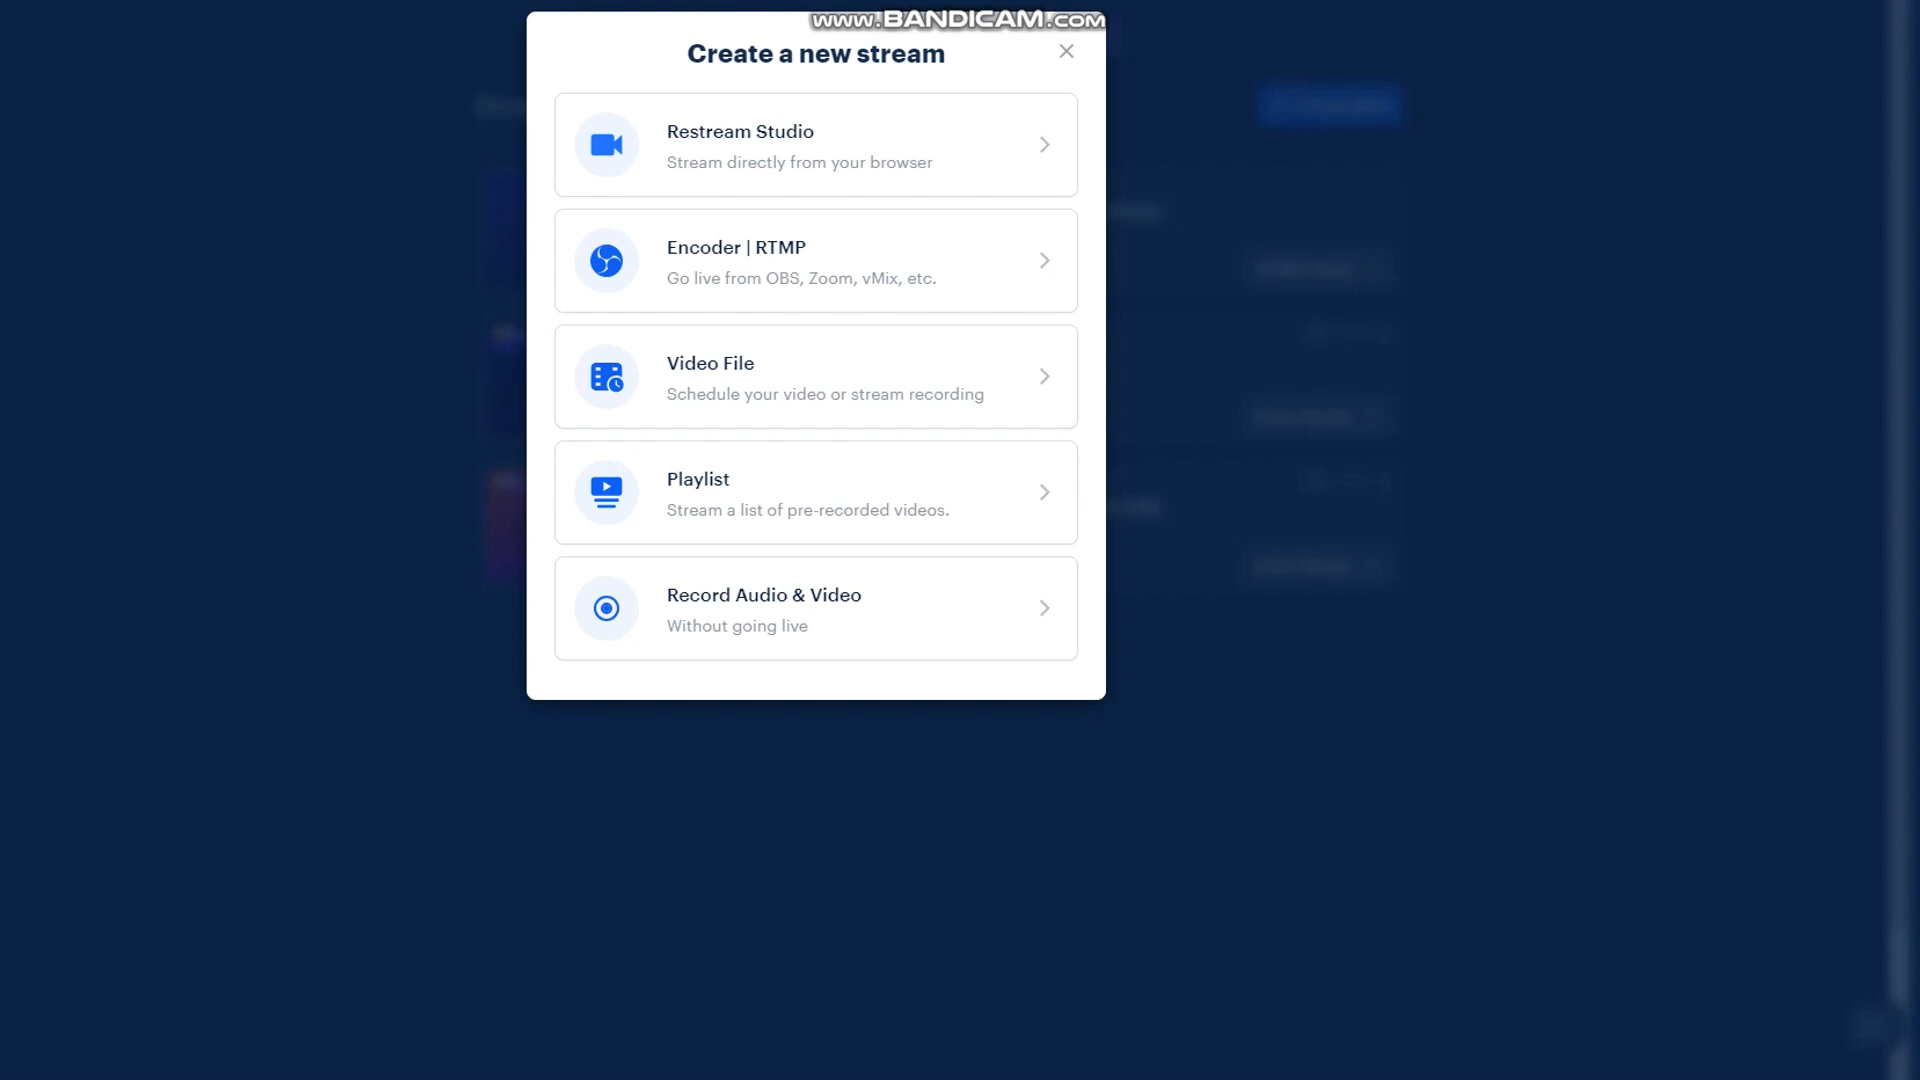 www.BANDICAM.com
Create a new stream
Restream Studio
Stream directly from your browser
Encoder | RTMP
Go live from OBS, Zoom, vMix, etc.
Video File
Schedule your video or stream recording
Playlist
Stream a list of pre-recorded videos.
Record Audio & Video
Without going live